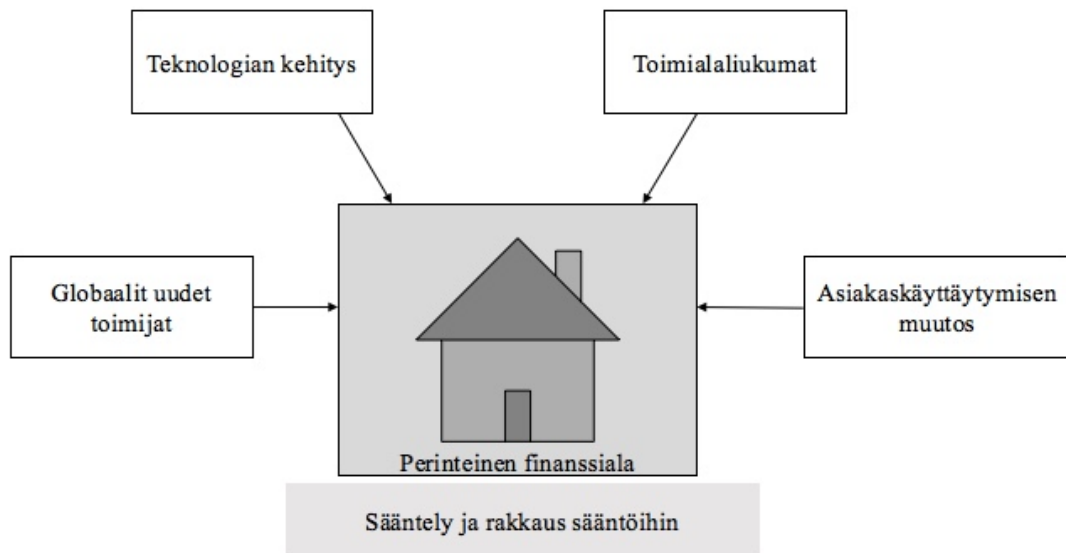 Teknologian kehitys
Toimialaliukumat
Globaalit uudet
toimijat
Asiakaskäyttäytymisen
muutos
Perinteinen finanssiala
Sääntely ja rakkaus sääntöihin